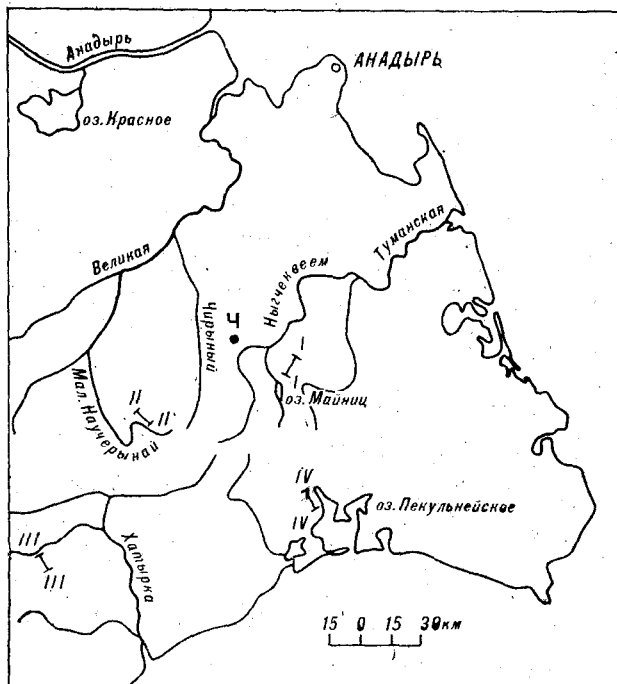 Анадырь
АНАДЫРЬ
оз. Красное
Туманская
Великая
Ныгчеквеем
Чирыный
Ч
I
I
оз. Майниц
Мал. Научерынай
II
II
IV
оз. Пекульнейское
IV
III
Хатырка
III
15 0 15 30км